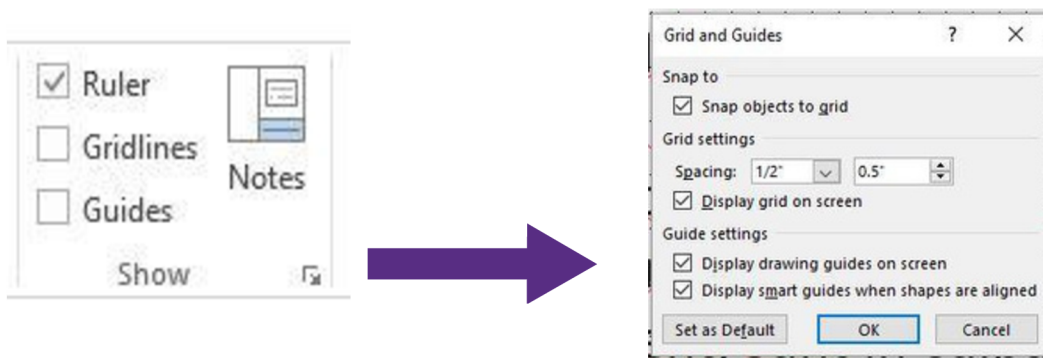 Ruler
Gridlines
Guides
Notes
Show
Grid and Guides ? ×
Snap to
Snap objects to grid
Grid settings
Spacing: 1/2" 0.5"
Display grid on screen
Guide settings
Display drawing guides on screen
Display smart guides when shapes are aligned
Set as Default OK Cancel